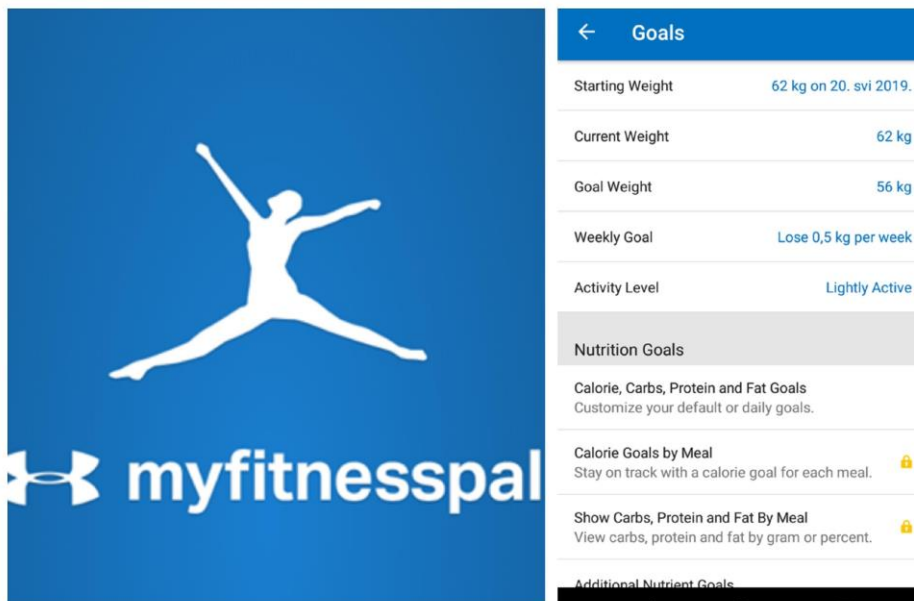 myfitnesspal
Goals
Starting Weight 62 kg on 20. svi 2019.
Current Weight 62 kg
Goal Weight 56 kg
Weekly Goal Lose 0,5 kg per week
Activity Level Lightly Active
Nutrition Goals
Calorie, Carbs, Protein and Fat Goals
Customize your default or daily goals.
Calorie Goals by Meal
Stay on track with a calorie goal for each meal.
Show Carbs, Protein and Fat By Meal
View carbs, protein and fat by gram or percent.
Additional Nutrient Goals